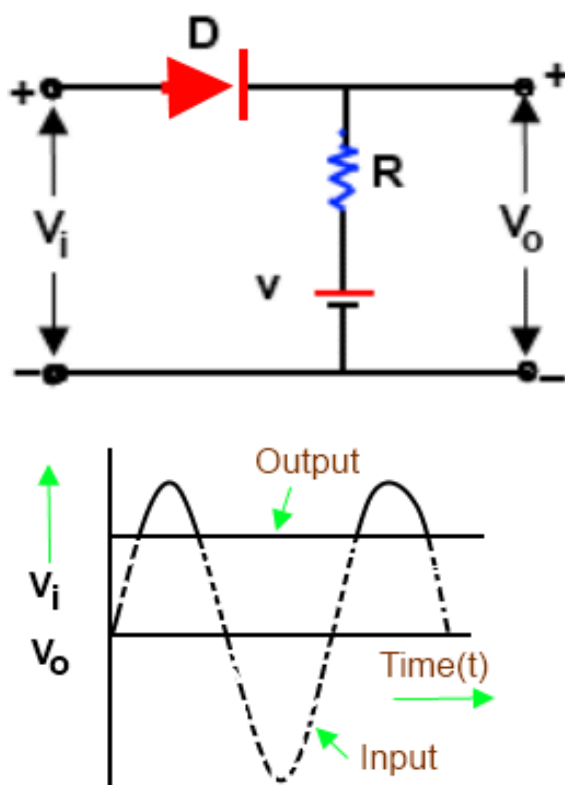 D
+ +
R
Vi Vo
v
− −
Output
Vi
Vo
Time(t)
Input